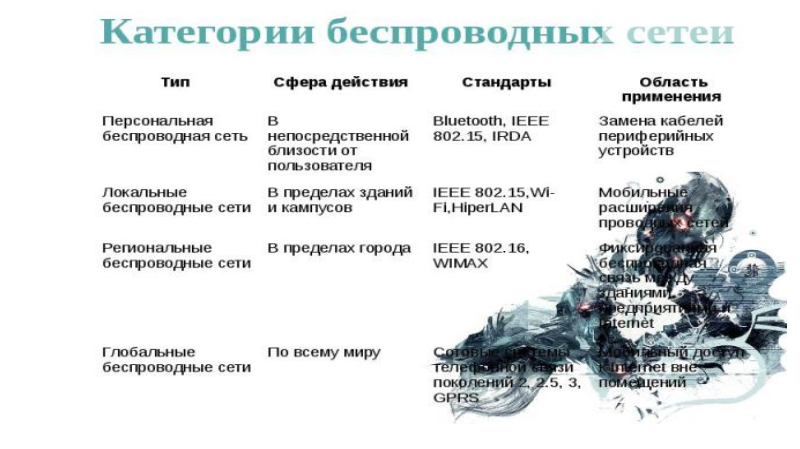 Категории беспроводных сетей
Тип
Сфера действия
Стандарты
Область
применения
Персональная
беспроводная сеть
В
непосредственной
близости от
пользователя
Bluetooth, IEEE
802.15, IRDA
Замена кабелей
периферийных
устройств
Локальные
беспроводные сети
В пределах зданий
и кампусов
IEEE 802.15,Wi-
Fi,HiperLAN
Мобильные
расширения
проводных сетей
Региональные
беспроводные сети
В пределах города
IEEE 802.16,
WIMAX
Фиксированная
беспроводная
связь между
зданиями,
предприятиями и
Internet
Глобальные
беспроводные сети
По всему миру
Сотовые системы
телефонной связи
поколений 2, 2.5, 3,
GPRS
Мобильный доступ
к Internet вне
помещений